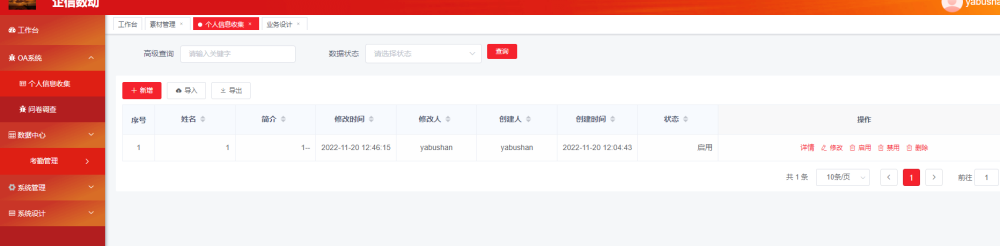 企信数动
yabusha
工作台
素材管理 ×
个人信息收集 ×
业务设计 ×
工作台
OA系统
个人信息收集
问卷调查
数据中心
考勤管理
系统管理
系统设计
高级查询 请输入关键字 数据状态 请选择状态 查询
+ 新增 导入 导出
序号 姓名 简介 修改时间 修改人 创建人 创建时间 状态 操作
1 1 1-- 2022-11-20 12:46:15 yabushan yabushan 2022-11-20 12:04:43 启用 详情 修改 启用 禁用 删除
共 1 条 10条/页 < 1 > 前往 1